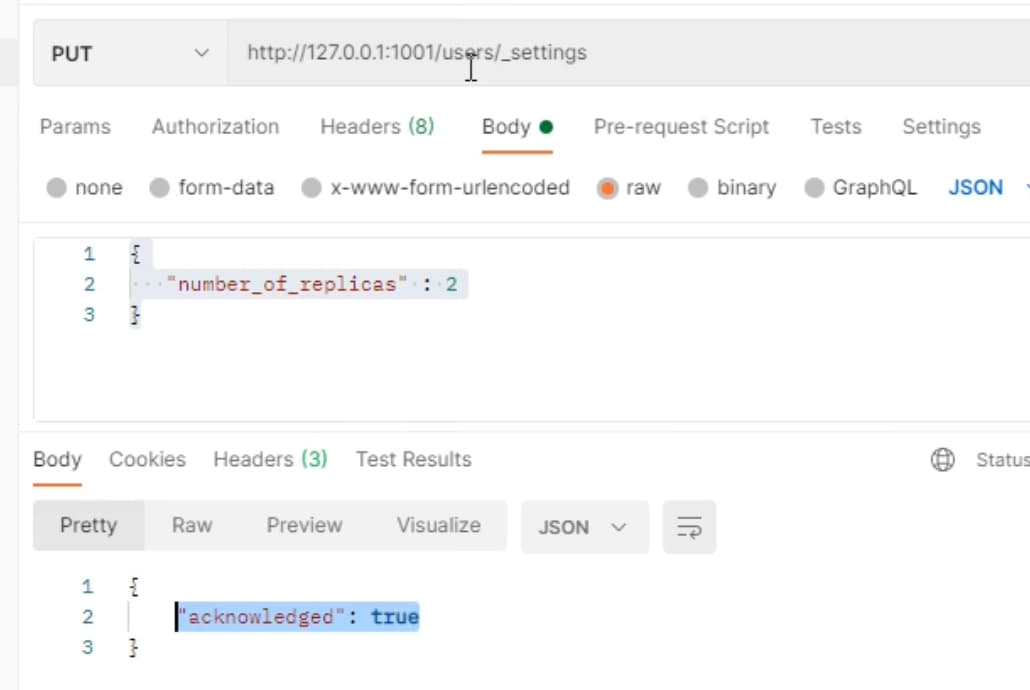 PUT http://127.0.0.1:1001/users/_settings
Params Authorization Headers (8) Body Pre-request Script Tests Settings
none form-data x-www-form-urlencoded raw binary GraphQL JSON
1 {
2 "number_of_replicas" : 2
3 }
Body Cookies Headers (3) Test Results Status
Pretty Raw Preview Visualize JSON
1 {
2 "acknowledged": true
3 }